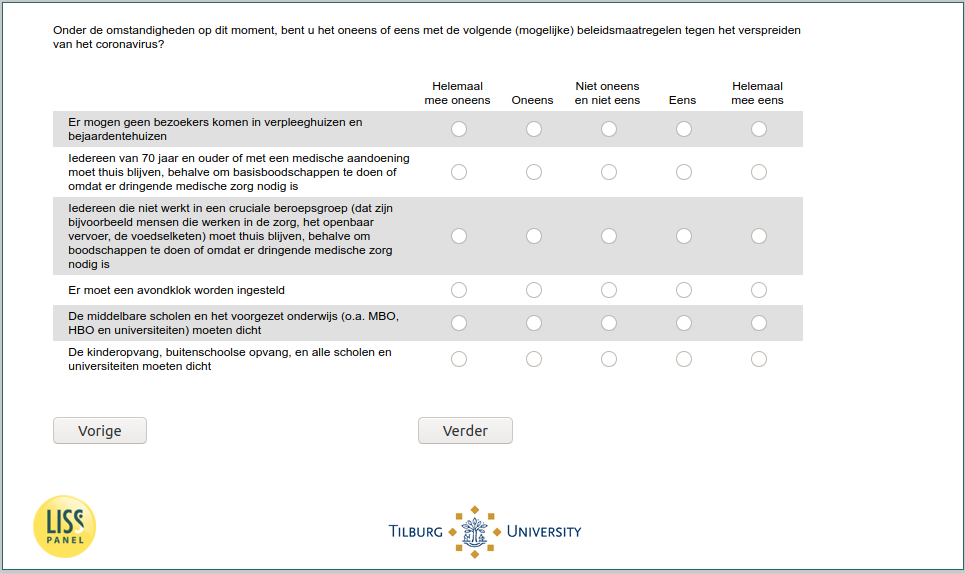 Onder de omstandigheden op dit moment, bent u het oneens of eens met de volgende (mogelijke) beleidsmaatregelen tegen het verspreiden
van het coronavirus?
Helemaal
mee oneens
Oneens
Niet oneens
en niet eens
Eens
Helemaal
mee eens
Er mogen geen bezoekers komen in verpleeghuizen en
bejaardentehuizen
Iedereen van 70 jaar en ouder of met een medische aandoening
moet thuis blijven, behalve om basisboodschappen te doen of
omdat er dringende medische zorg nodig is
Iedereen die niet werkt in een cruciale beroepsgroep (dat zijn
bijvoorbeeld mensen die werken in de zorg, het openbaar
vervoer, de voedselketen) moet thuis blijven, behalve om
boodschappen te doen of omdat er dringende medische zorg
nodig is
Er moet een avondklok worden ingesteld
De middelbare scholen en het voorgezet onderwijs (o.a. MBO,
HBO en universiteiten) moeten dicht
De kinderopvang, buitenschoolse opvang, en alle scholen en
universiteiten moeten dicht
Vorige
Verder
LISS
PANEL
TILBURG UNIVERSITY